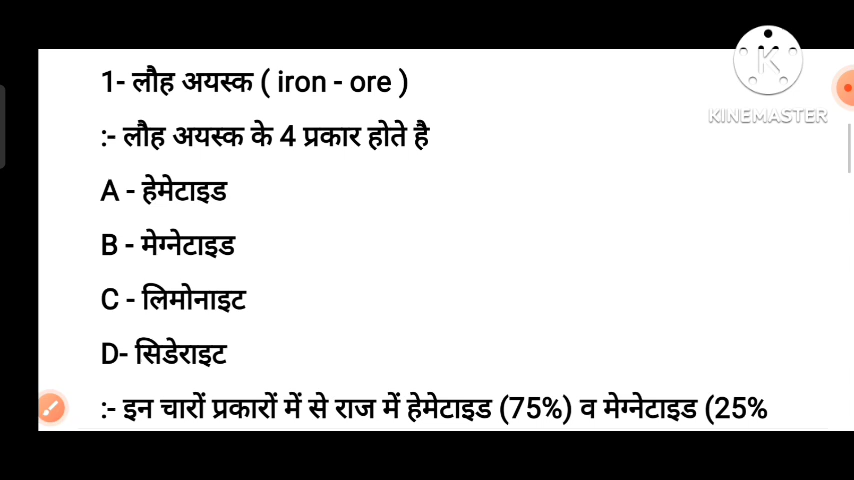 1- लौह अयस्क ( iron - ore )
:- लौह अयस्क के 4 प्रकार होते है
A - हेमेटाइड
B - मेग्नेटाइड
C - लिमोनाइट
D- सिडेराइट
:- इन चारों प्रकारों में से राज में हेमेटाइड (75%) व मेग्नेटाइड (25%
K
KINEMASTER